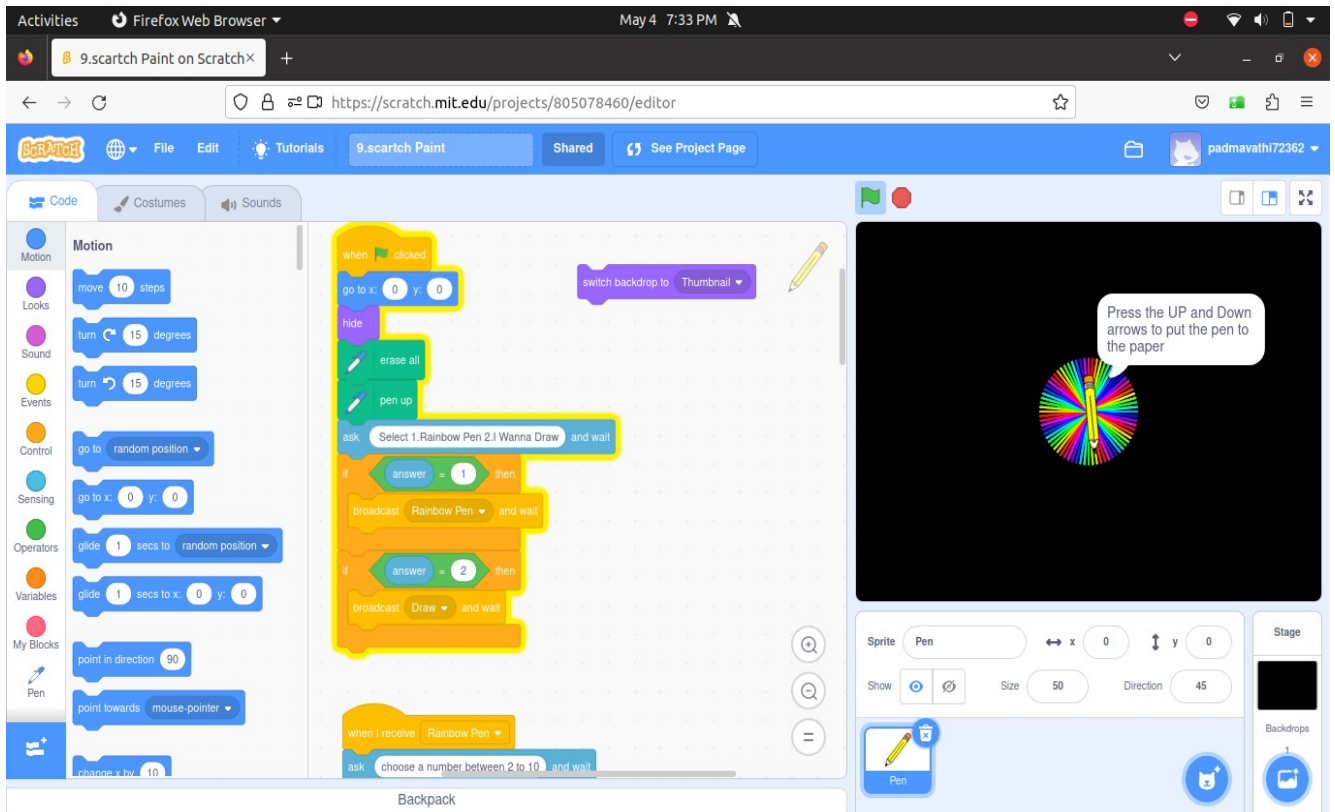 Activities
Firefox Web Browser
May 4 7:33 PM
9.scartch Paint on Scratch
https://scratch.mit.edu/projects/805078460/editor
SCRATCH
File
Edit
Tutorials
9.scartch Paint
Shared
See Project Page
padmavathi72362
Code
Costumes
Sounds
Motion
Looks
Sound
Events
Control
Sensing
Operators
Variables
My Blocks
Pen
Motion
move 10 steps
turn 15 degrees
turn 15 degrees
go to random position
go to x: 0 y: 0
glide 1 secs to random position
glide 1 secs to x: 0 y: 0
point in direction 90
point towards mouse-pointer
change x by 10
when clicked
go to x: 0 y: 0
hide
erase all
pen up
ask Select 1.Rainbow Pen 2.I Wanna Draw and wait
if answer = 1 then
broadcast Rainbow Pen and wait
if answer = 2 then
broadcast Draw and wait
when I receive Rainbow Pen
ask choose a number between 2 to 10 and wait
switch backdrop to Thumbnail
Backpack
Press the UP and Down
arrows to put the pen to
the paper
Sprite Pen x 0 y 0
Show Size 50 Direction 45
Pen
Stage
Backdrops
1